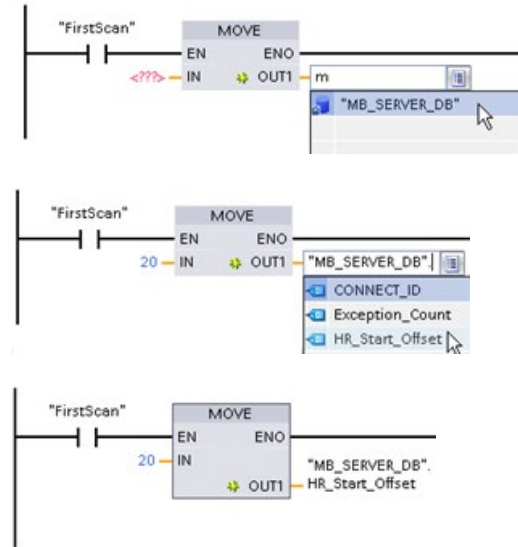 "FirstScan"
MOVE
EN ENO
<???> IN OUT1 m
"MB_SERVER_DB"
"FirstScan"
MOVE
EN ENO
20 IN OUT1 "MB_SERVER_DB".
CONNECT_ID
Exception_Count
HR_Start_Offset
"FirstScan"
MOVE
EN ENO
20 IN
"MB_SERVER_DB".
OUT1 HR_Start_Offset